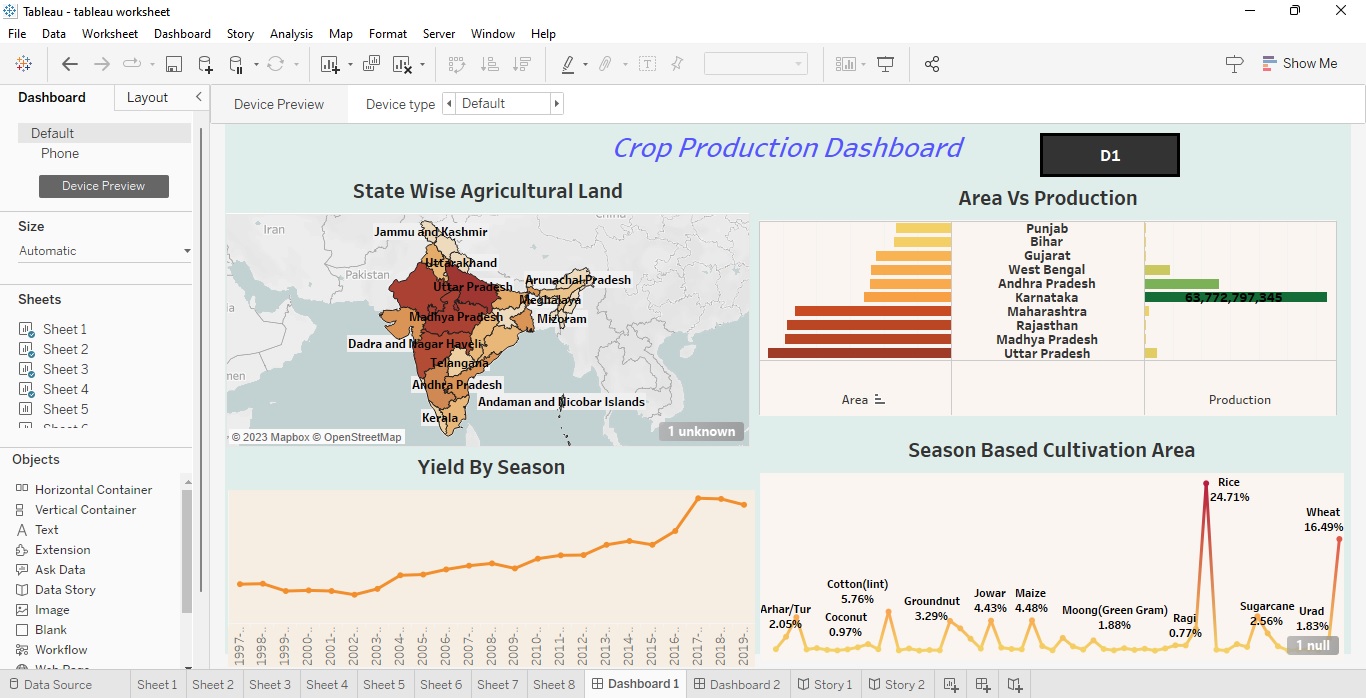 Tableau - tableau worksheet
File Data Worksheet Dashboard Story Analysis Map Format Server Window Help
Show Me
Dashboard Layout
Device Preview Device type Default
Default
Phone
Device Preview
Size
Automatic
Sheets
Sheet 1
Sheet 2
Sheet 3
Sheet 4
Sheet 5
Objects
Horizontal Container
Vertical Container
Text
Extension
Ask Data
Data Story
Image
Blank
Workflow
Crop Production Dashboard
D1
State Wise Agricultural Land
Iran
China
Pakistan
Jammu and Kashmir
Uttarakhand
Arunachal Pradesh
Uttar Pradesh
Meghalaya
Madhya Pradesh
Mizoram
Dadra and Nagar Haveli
Telangana
Andhra Pradesh
Andaman and Nicobar Islands
Kerala
1 unknown
© 2023 Mapbox © OpenStreetMap
Area Vs Production
Punjab
Bihar
Gujarat
West Bengal
Andhra Pradesh
Karnataka
63,772,797,345
Maharashtra
Rajasthan
Madhya Pradesh
Uttar Pradesh
Area
Production
Yield By Season
1997-.. 1998-.. 1999-.. 2000-.. 2001-.. 2002-.. 2003-.. 2004-.. 2005-.. 2006-.. 2007-.. 2008-.. 2009-.. 2010-.. 2011-.. 2012-.. 2013-.. 2014-.. 2015-.. 2016-.. 2017-.. 2018-.. 2019-..
Season Based Cultivation Area
Arhar/Tur
2.05%
Cotton(lint)
5.76%
Coconut
0.97%
Groundnut
3.29%
Jowar
4.43%
Maize
4.48%
Moong(Green Gram)
1.88%
Ragi
0.77%
Rice
24.71%
Sugarcane
2.56%
Urad
1.83%
Wheat
16.49%
1 null
Data Source Sheet 1 Sheet 2 Sheet 3 Sheet 4 Sheet 5 Sheet 6 Sheet 7 Sheet 8 Dashboard 1 Dashboard 2 Story 1 Story 2